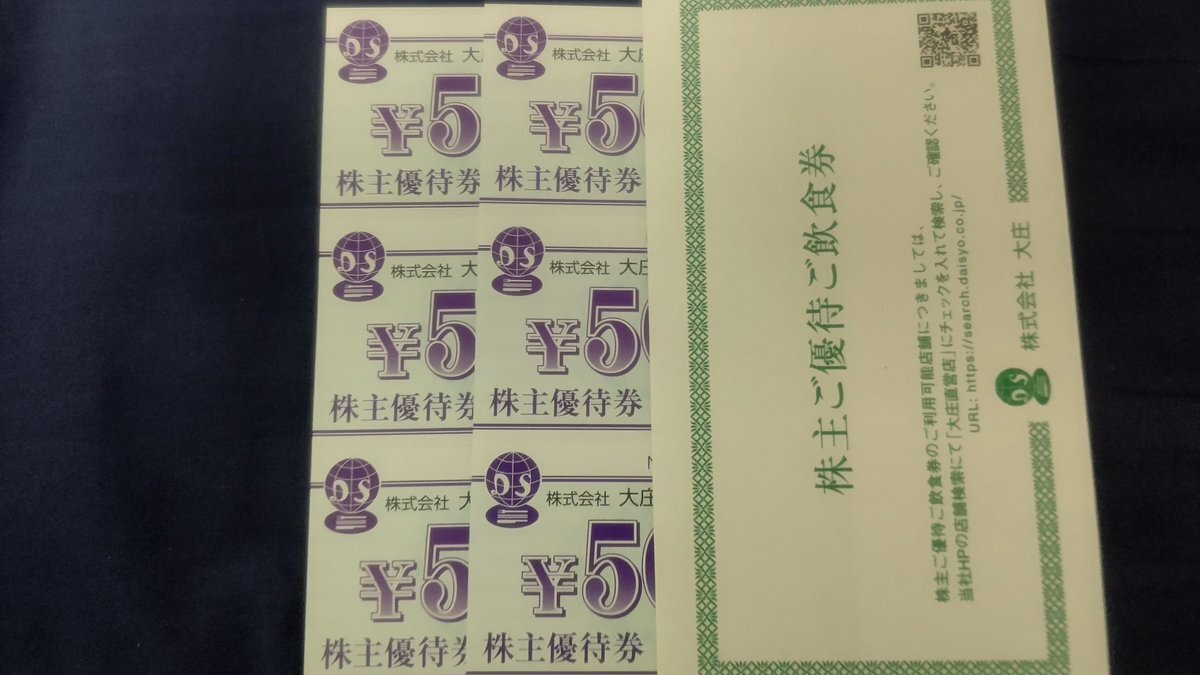 DS
株式会社 大
¥5
株主優待券
DS
株式会社 大
¥5
株主優待券
DS
株式会社
¥5
株主優待券
DS
株式会社 大庄
¥50
株主優待券
DS
株式会社 大庄
¥50
株主優待券
DS
株式会社 大庄
¥50
株主優待券
株主ご優待ご飲食券
株主ご優待ご飲食券のご利用可能店舗につきましては、
当社HPの店舗検索にて「大庄直営店」にチェックを入れて検索し、ご確認ください。
URL: https://search.daisyo.co.jp/
DS
株式会社 大庄